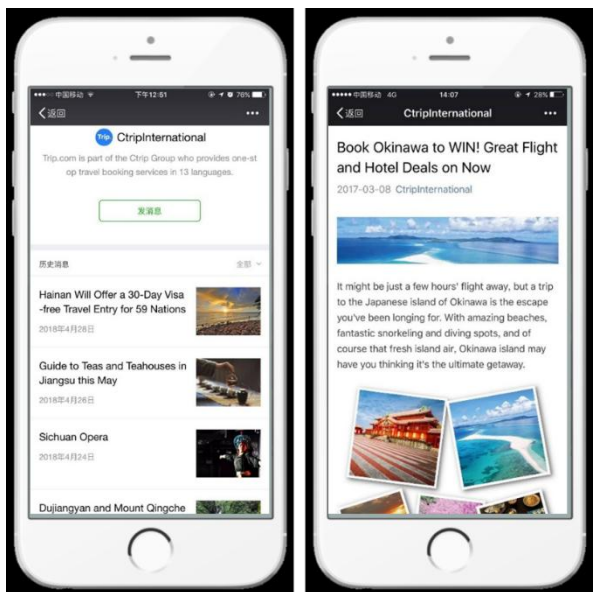 中国移动
下午12:51
76%
返回
Trip.
CtripInternational
Trip.com is part of the Ctrip Group who provides one-st
op travel booking services in 13 languages.
发消息
历史消息
全部
Hainan Will Offer a 30-Day Visa
-free Travel Entry for 59 Nations
2018年4月28日
Guide to Teas and Teahouses in
Jiangsu this May
2018年4月26日
Sichuan Opera
2018年4月24日
Dujiangyan and Mount Qingche
中国移动 4G
14:07
28%
返回
CtripInternational
Book Okinawa to WIN! Great Flight
and Hotel Deals on Now
2017-03-08 CtripInternational
It might be just a few hours' flight away, but a trip
to the Japanese island of Okinawa is the escape
you've been longing for. With amazing beaches,
fantastic snorkeling and diving spots, and of
course that fresh island air, Okinawa island may
have you thinking it's the ultimate getaway.